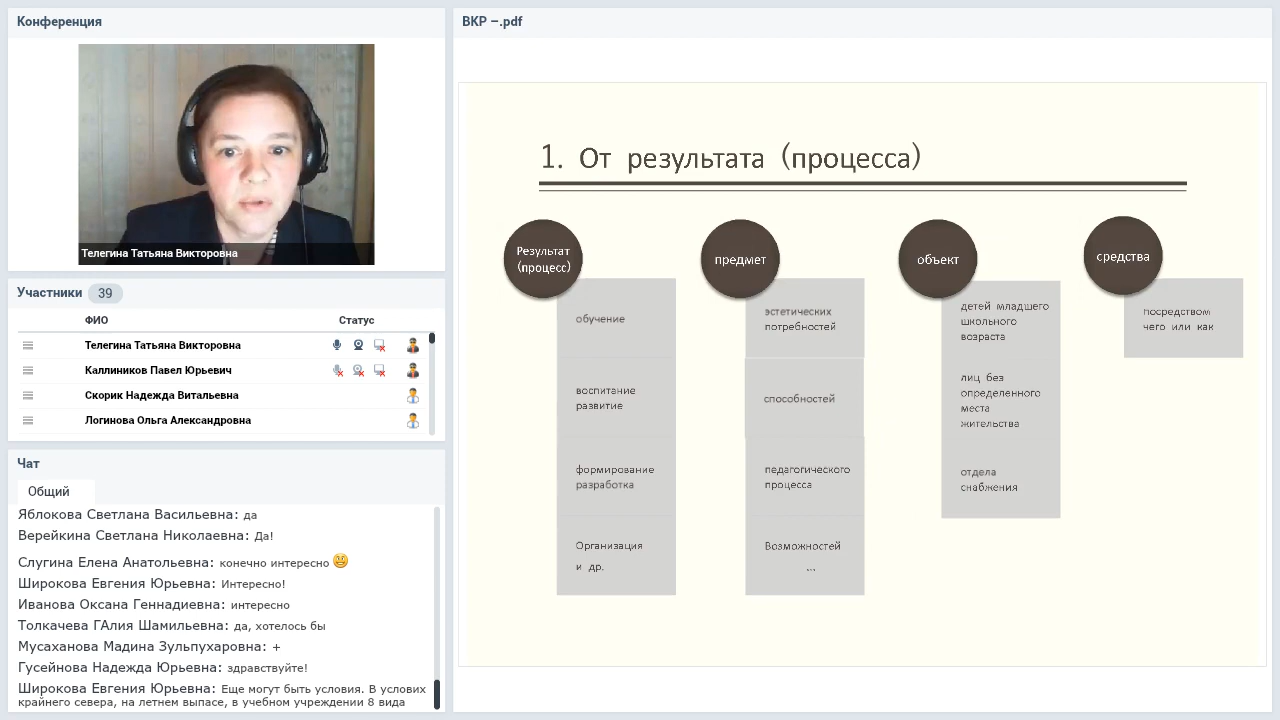 Конференция
Телегина Татьяна Викторовна
Участники 39
ФИО Статус
Телегина Татьяна Викторовна
Каллиников Павел Юрьевич
Скорик Надежда Витальевна
Логинова Ольга Александровна
Чат
Общий
Яблокова Светлана Васильевна: да
Верейкина Светлана Николаевна: Да!
Слугина Елена Анатольевна: конечно интересно
Широкова Евгения Юрьевна: Интересно!
Иванова Оксана Геннадиевна: интересно
Толкачева ГАлия Шамильевна: да, хотелось бы
Мусаханова Мадина Зульпухаровна: +
Гусейнова Надежда Юрьевна: здравствуйте!
Широкова Евгения Юрьевна: Еще могут быть условия. В услових
крайнего севера, на летнем выпасе, в учебном учреждении 8 вида
ВКР –.pdf
1. От результата (процесса)
Результат
(процесс)
обучение
воспитание
развитие
формирование
разработка
Организация
и др.
предмет
эстетических
потребностей
способностей
педагогического
процесса
Возможностей
...
объект
детей младшего
школьного
возраста
лиц без
определенного
места
жительства
отдела
снабжения
средства
посредством
чего или как